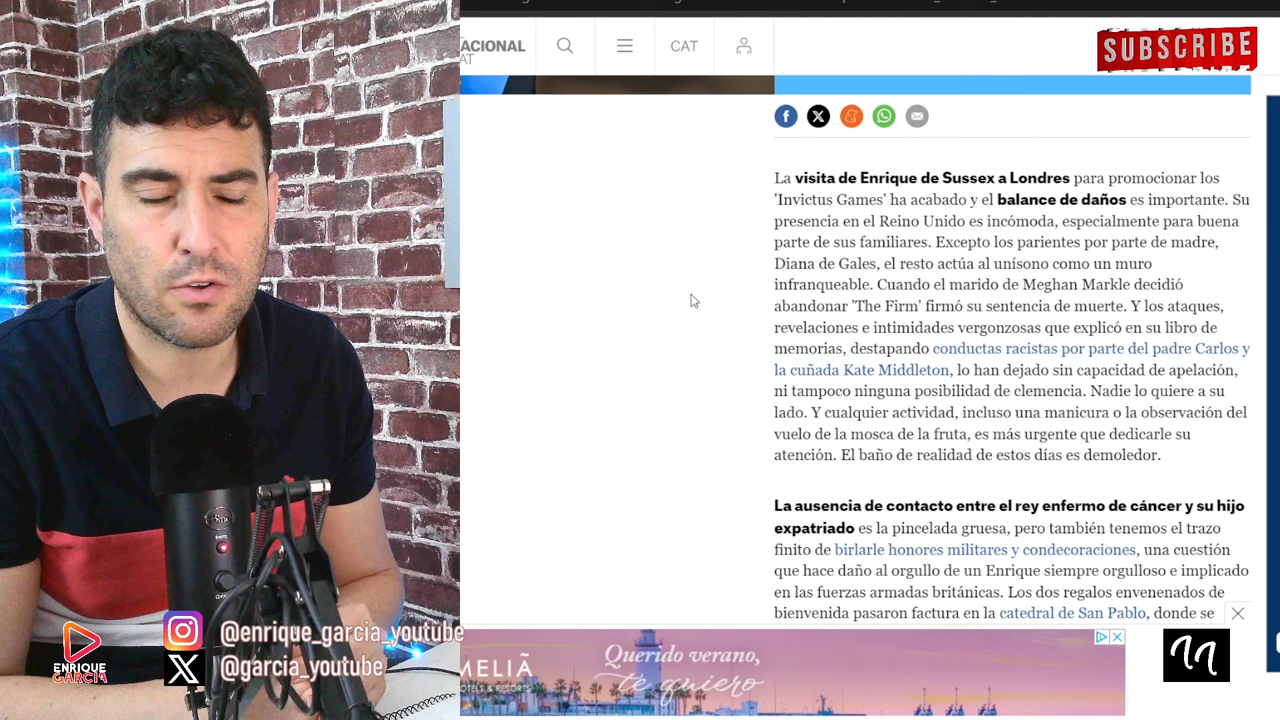 ACIONAL
AT
CAT
SUBSCRIBE
La visita de Enrique de Sussex a Londres para promocionar los
'Invictus Games' ha acabado y el balance de daños es importante. Su
presencia en el Reino Unido es incómoda, especialmente para buena
parte de sus familiares. Excepto los parientes por parte de madre,
Diana de Gales, el resto actúa al unísono como un muro
infranqueable. Cuando el marido de Meghan Markle decidió
abandonar 'The Firm' firmó su sentencia de muerte. Y los ataques,
revelaciones e intimidades vergonzosas que explicó en su libro de
memorias, destapando conductas racistas por parte del padre Carlos y
la cuñada Kate Middleton, lo han dejado sin capacidad de apelación,
ni tampoco ninguna posibilidad de clemencia. Nadie lo quiere a su
lado. Y cualquier actividad, incluso una manicura o la observación del
vuelo de la mosca de la fruta, es más urgente que dedicarle su
atención. El baño de realidad de estos días es demoledor.
La ausencia de contacto entre el rey enfermo de cáncer y su hijo
expatriado es la pincelada gruesa, pero también tenemos el trazo
finito de birlarle honores militares y condecoraciones, una cuestión
que hace daño al orgullo de un Enrique siempre orgulloso e implicado
en las fuerzas armadas británicas. Los dos regalos envenenados de
bienvenida pasaron factura en la catedral de San Pablo, donde se
@enrique_garcia_youtube
@garcia_youtube
ENRIQUE
GARCIA
MELIÃ
HOTELS & RESORTS
Querido verano,
te quiero